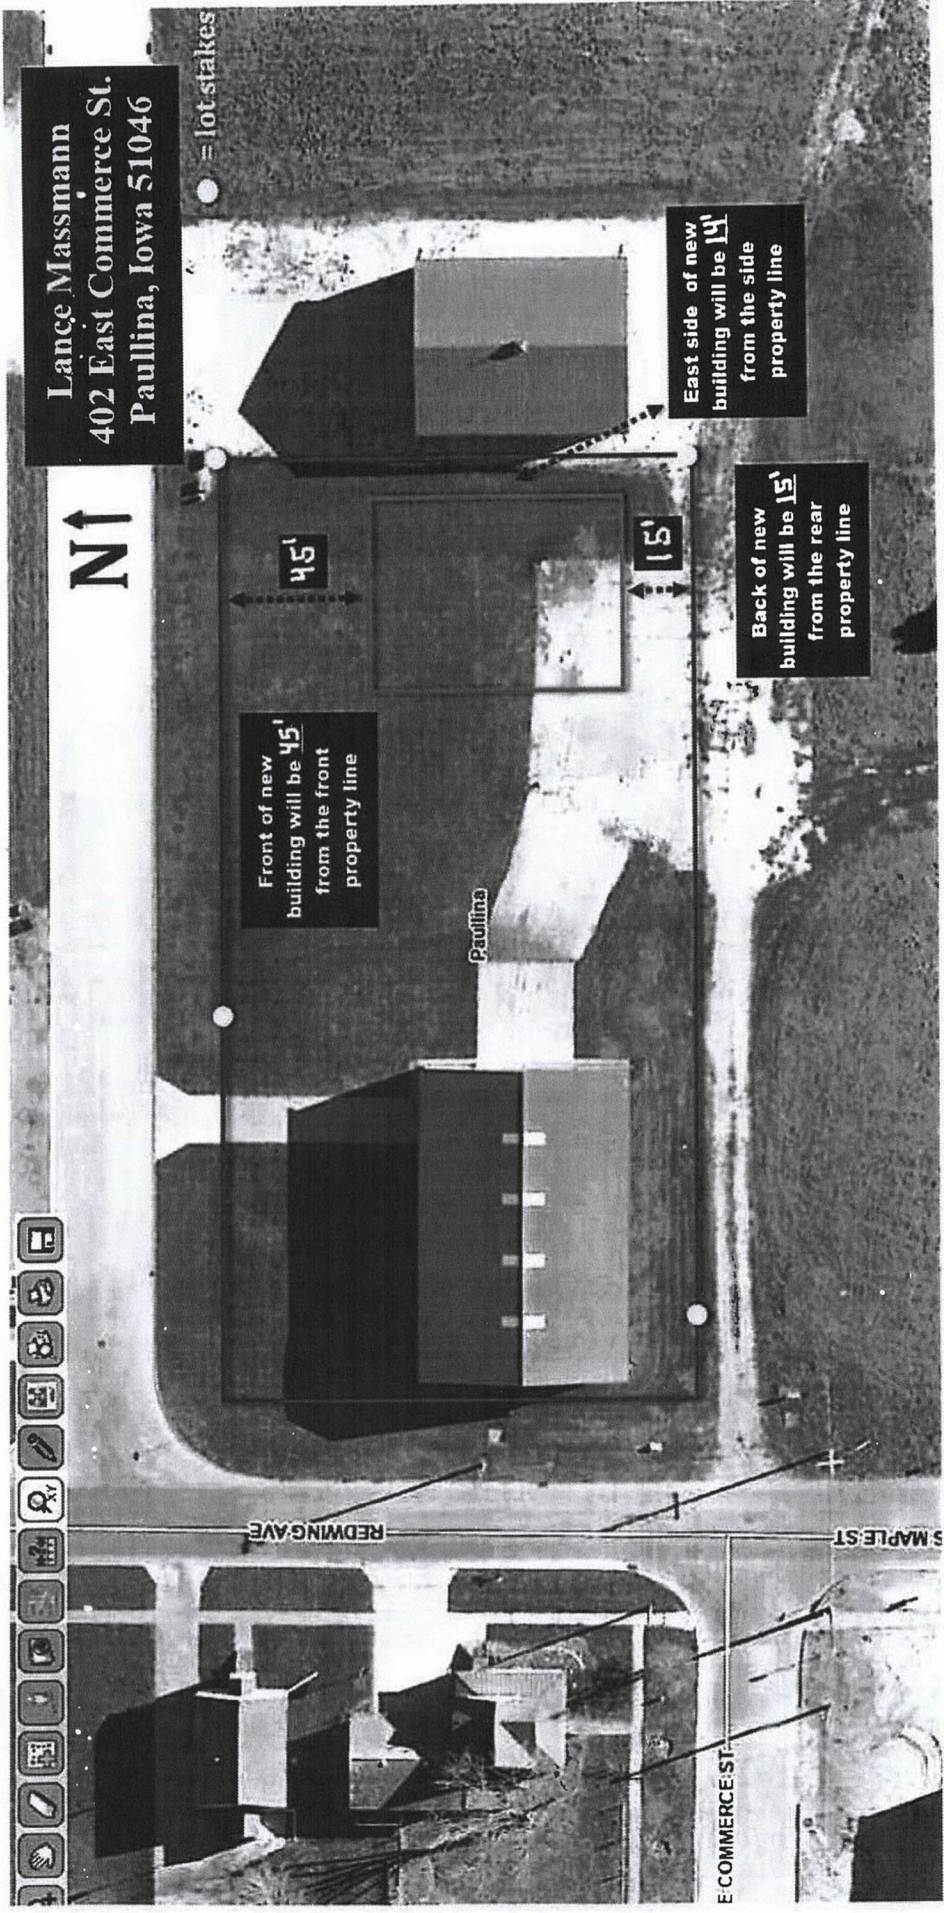 Lance Massmann
402 East Commerce St.
Paullina, Iowa 51046
= lot stakes
N
45'
15'
Front of new
building will be 45'
from the front
property line
East side of new
building will be 14'
from the side
property line
Back of new
building will be 15'
from the rear
property line
Paullina
REDWING AVE
S MAPLE ST
E COMMERCE ST
XY